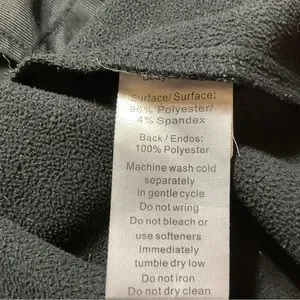 Surface/ Surface:
96% Polyester/
4% Spandex
Back / Endos:
100% Polyester
Machine wash cold
separately
in gentle cycle
Do not wring
Do not bleach or
use softeners
Immediately
tumble dry low
Do not iron
Do not dry clean